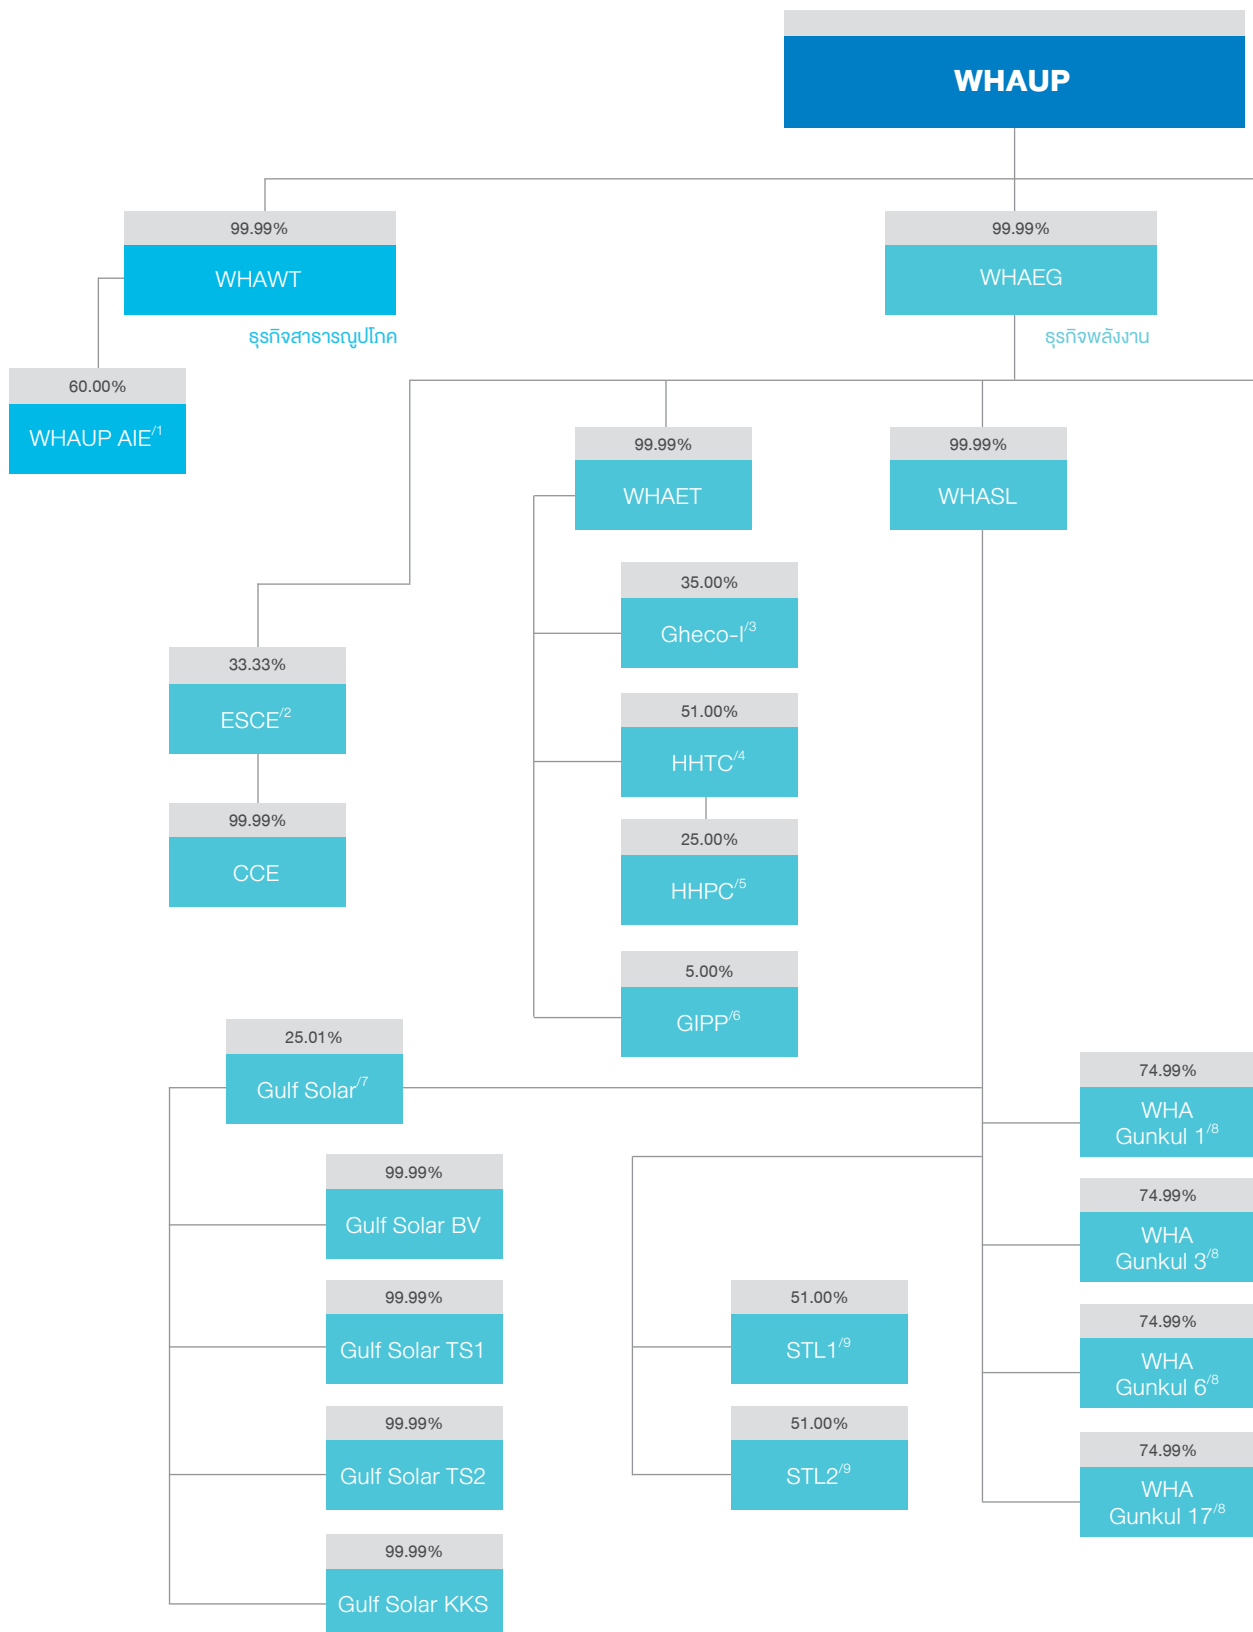 WHAUP
99.99%
WHAWT
ธุรกิจสาธารณูปโภค
99.99%
WHAEG
ธุรกิจพลังงาน
60.00%
WHAUP AIE/1
99.99%
WHAET
99.99%
WHASL
35.00%
Gheco-I/3
33.33%
ESCE/2
51.00%
HHTC/4
99.99%
CCE
25.00%
HHPC/5
5.00%
GIPP/6
25.01%
Gulf Solar/7
74.99%
WHA
Gunkul 1/8
99.99%
Gulf Solar BV
74.99%
WHA
Gunkul 3/8
99.99%
Gulf Solar TS1
51.00%
STL1/9
74.99%
WHA
Gunkul 6/8
99.99%
Gulf Solar TS2
51.00%
STL2/9
74.99%
WHA
Gunkul 17/8
99.99%
Gulf Solar KKS